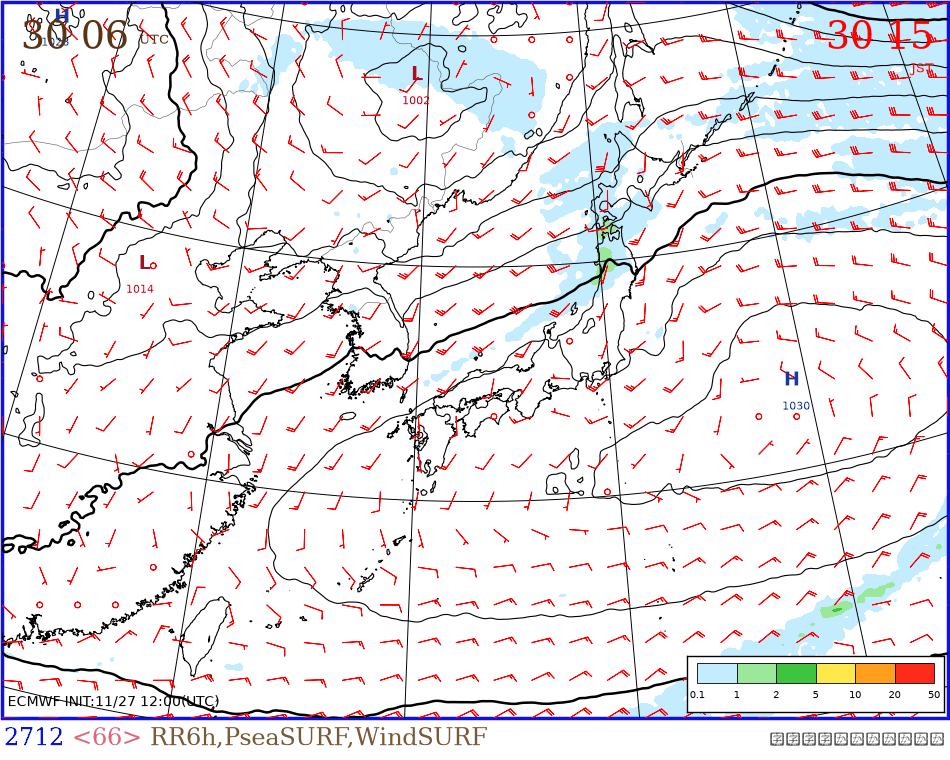 H
1028
30 06 UTC
30 15
JST
L
1002
L
1014
H
1030
0.1 1 2 5 10 20 50
ECMWF INIT:11/27 12:00(UTC)
2712 <66> RR6h,PseaSURF,WindSURF